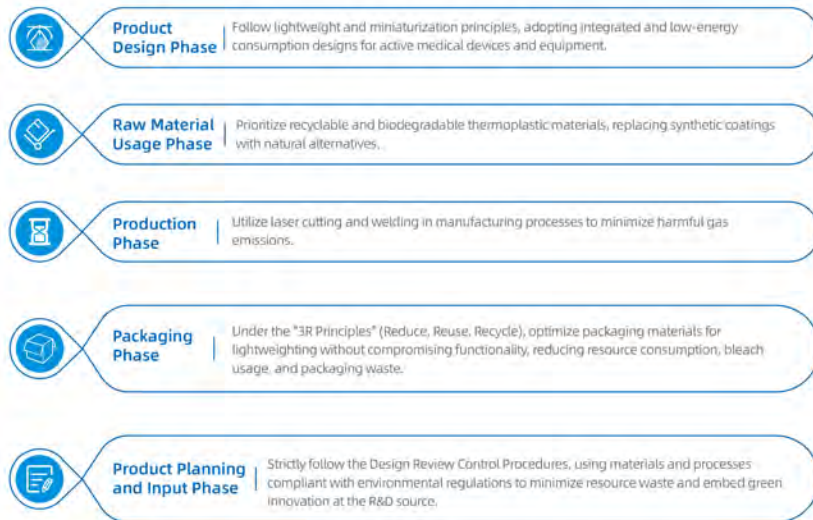 Product
Design Phase
Follow lightweight and miniaturization principles, adopting integrated and low-energy
consumption designs for active medical devices and equipment.
Raw Material
Usage Phase
Prioritize recyclable and biodegradable thermoplastic materials, replacing synthetic coatings
with natural alternatives.
Production
Phase
Utilize laser cutting and welding in manufacturing processes to minimize harmful gas
emissions.
Packaging
Phase
Under the "3R Principles" (Reduce, Reuse, Recycle), optimize packaging materials for
lightweighting without compromising functionality, reducing resource consumption, bleach
usage, and packaging waste.
Product Planning
and Input Phase
Strictly follow the Design Review Control Procedures, using materials and processes
compliant with environmental regulations to minimize resource waste and embed green
innovation at the R&D source.